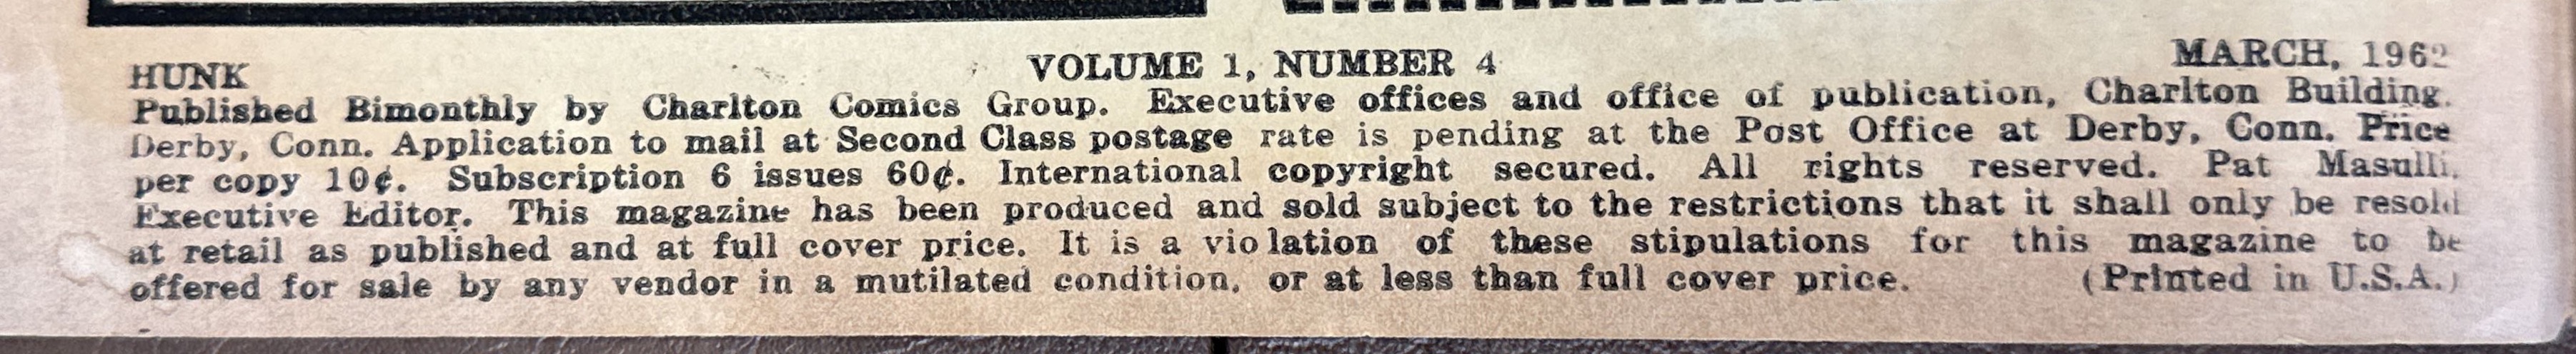 HUNK VOLUME 1, NUMBER 4 MARCH, 1962
Published Bimonthly by Charlton Comics Group. Executive offices and office of publication, Charlton Building,
Derby, Conn. Application to mail at Second Class postage rate is pending at the Post Office at Derby, Conn. Price
per copy 10¢. Subscription 6 issues 60¢. International copyright secured. All rights reserved. Pat Masulli,
Executive Editor. This magazine has been produced and sold subject to the restrictions that it shall only be resold
at retail as published and at full cover price. It is a violation of these stipulations for this magazine to be
offered for sale by any vendor in a mutilated condition, or at less than full cover price. (Printed in U.S.A.)